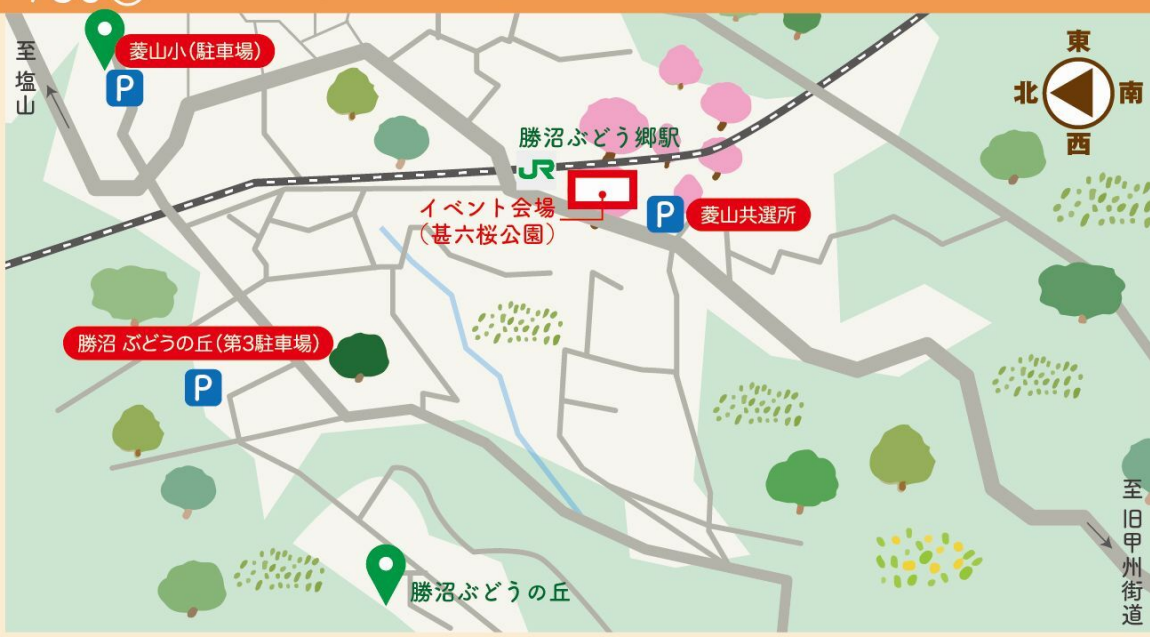 至塩山
菱山小(駐車場)
P
東
北
南
西
勝沼ぶどう郷駅
JR
イベント会場
(甚六桜公園)
P
菱山共選所
勝沼 ぶどうの丘(第3駐車場)
P
勝沼ぶどうの丘
至旧甲州街道